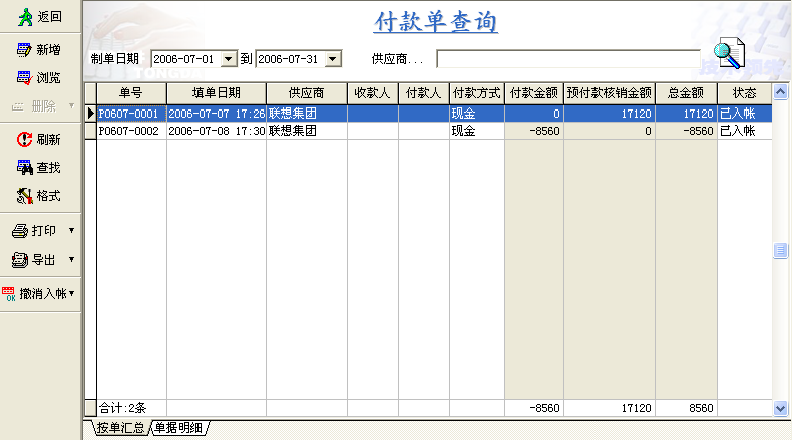 付款单查询
返回
新增
浏览
删除
刷新
查找
格式
打印
导出
撤消入帐
制单日期 2006-07-01 到 2006-07-31 供应商...
单号 填单日期 供应商 收款人 付款人 付款方式 付款金额 预付款核销金额 总金额 状态
P0607-0001 2006-07-07 17:26 联想集团 现金 0 17120 17120 已入帐
P0607-0002 2006-07-08 17:30 联想集团 现金 -8560 0 -8560 已入帐
合计:2条 -8560 17120 8560
按单汇总 单据明细